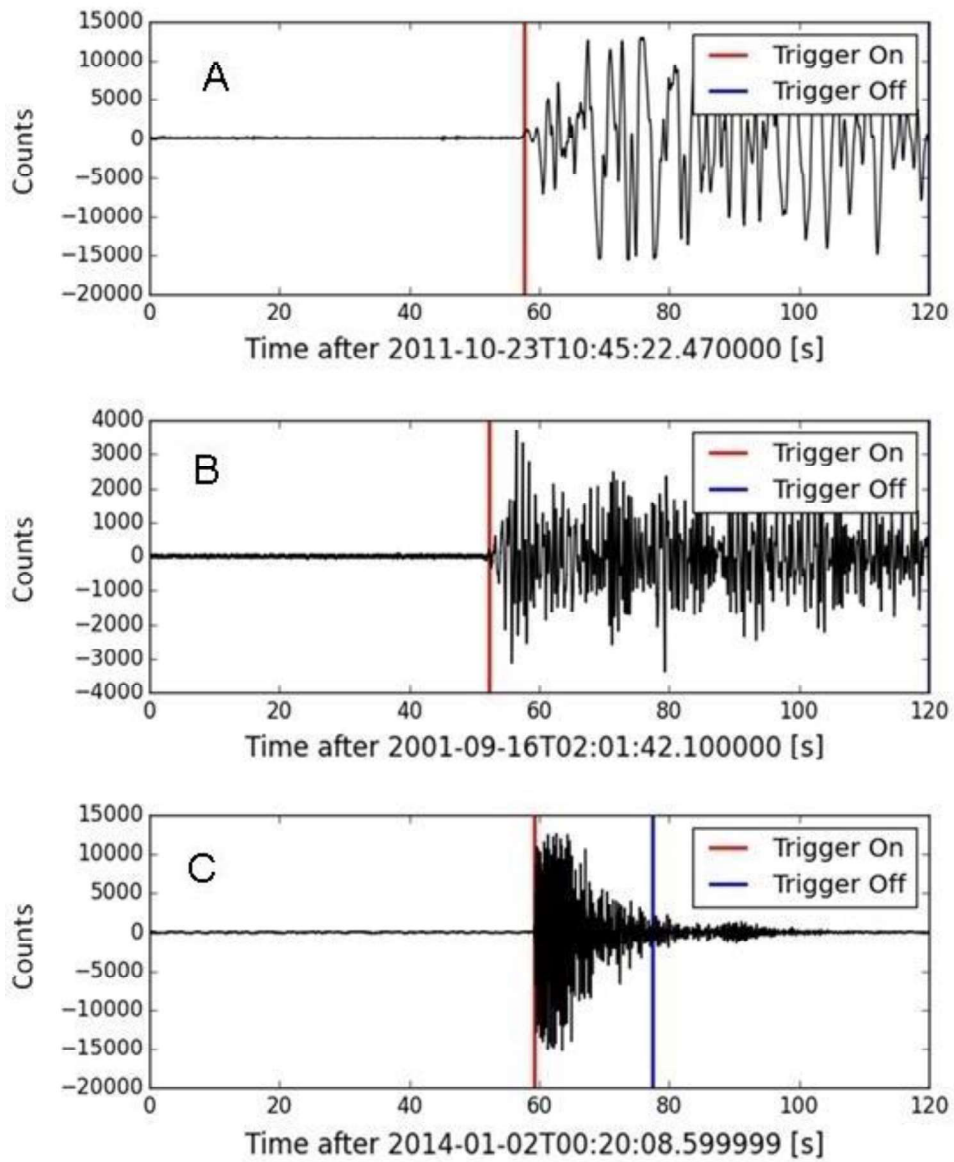 A
Counts
15000
10000
5000
0
−5000
−10000
−15000
−20000
Trigger On
Trigger Off
0 20 40 60 80 100 120
Time after 2011-10-23T10:45:22.470000 [s]
B
Counts
4000
3000
2000
1000
0
−1000
−2000
−3000
−4000
Trigger On
Trigger Off
0 20 40 60 80 100 120
Time after 2001-09-16T02:01:42.100000 [s]
C
Counts
15000
10000
5000
0
−5000
−10000
−15000
−20000
Trigger On
Trigger Off
0 20 40 60 80 100 120
Time after 2014-01-02T00:20:08.599999 [s]